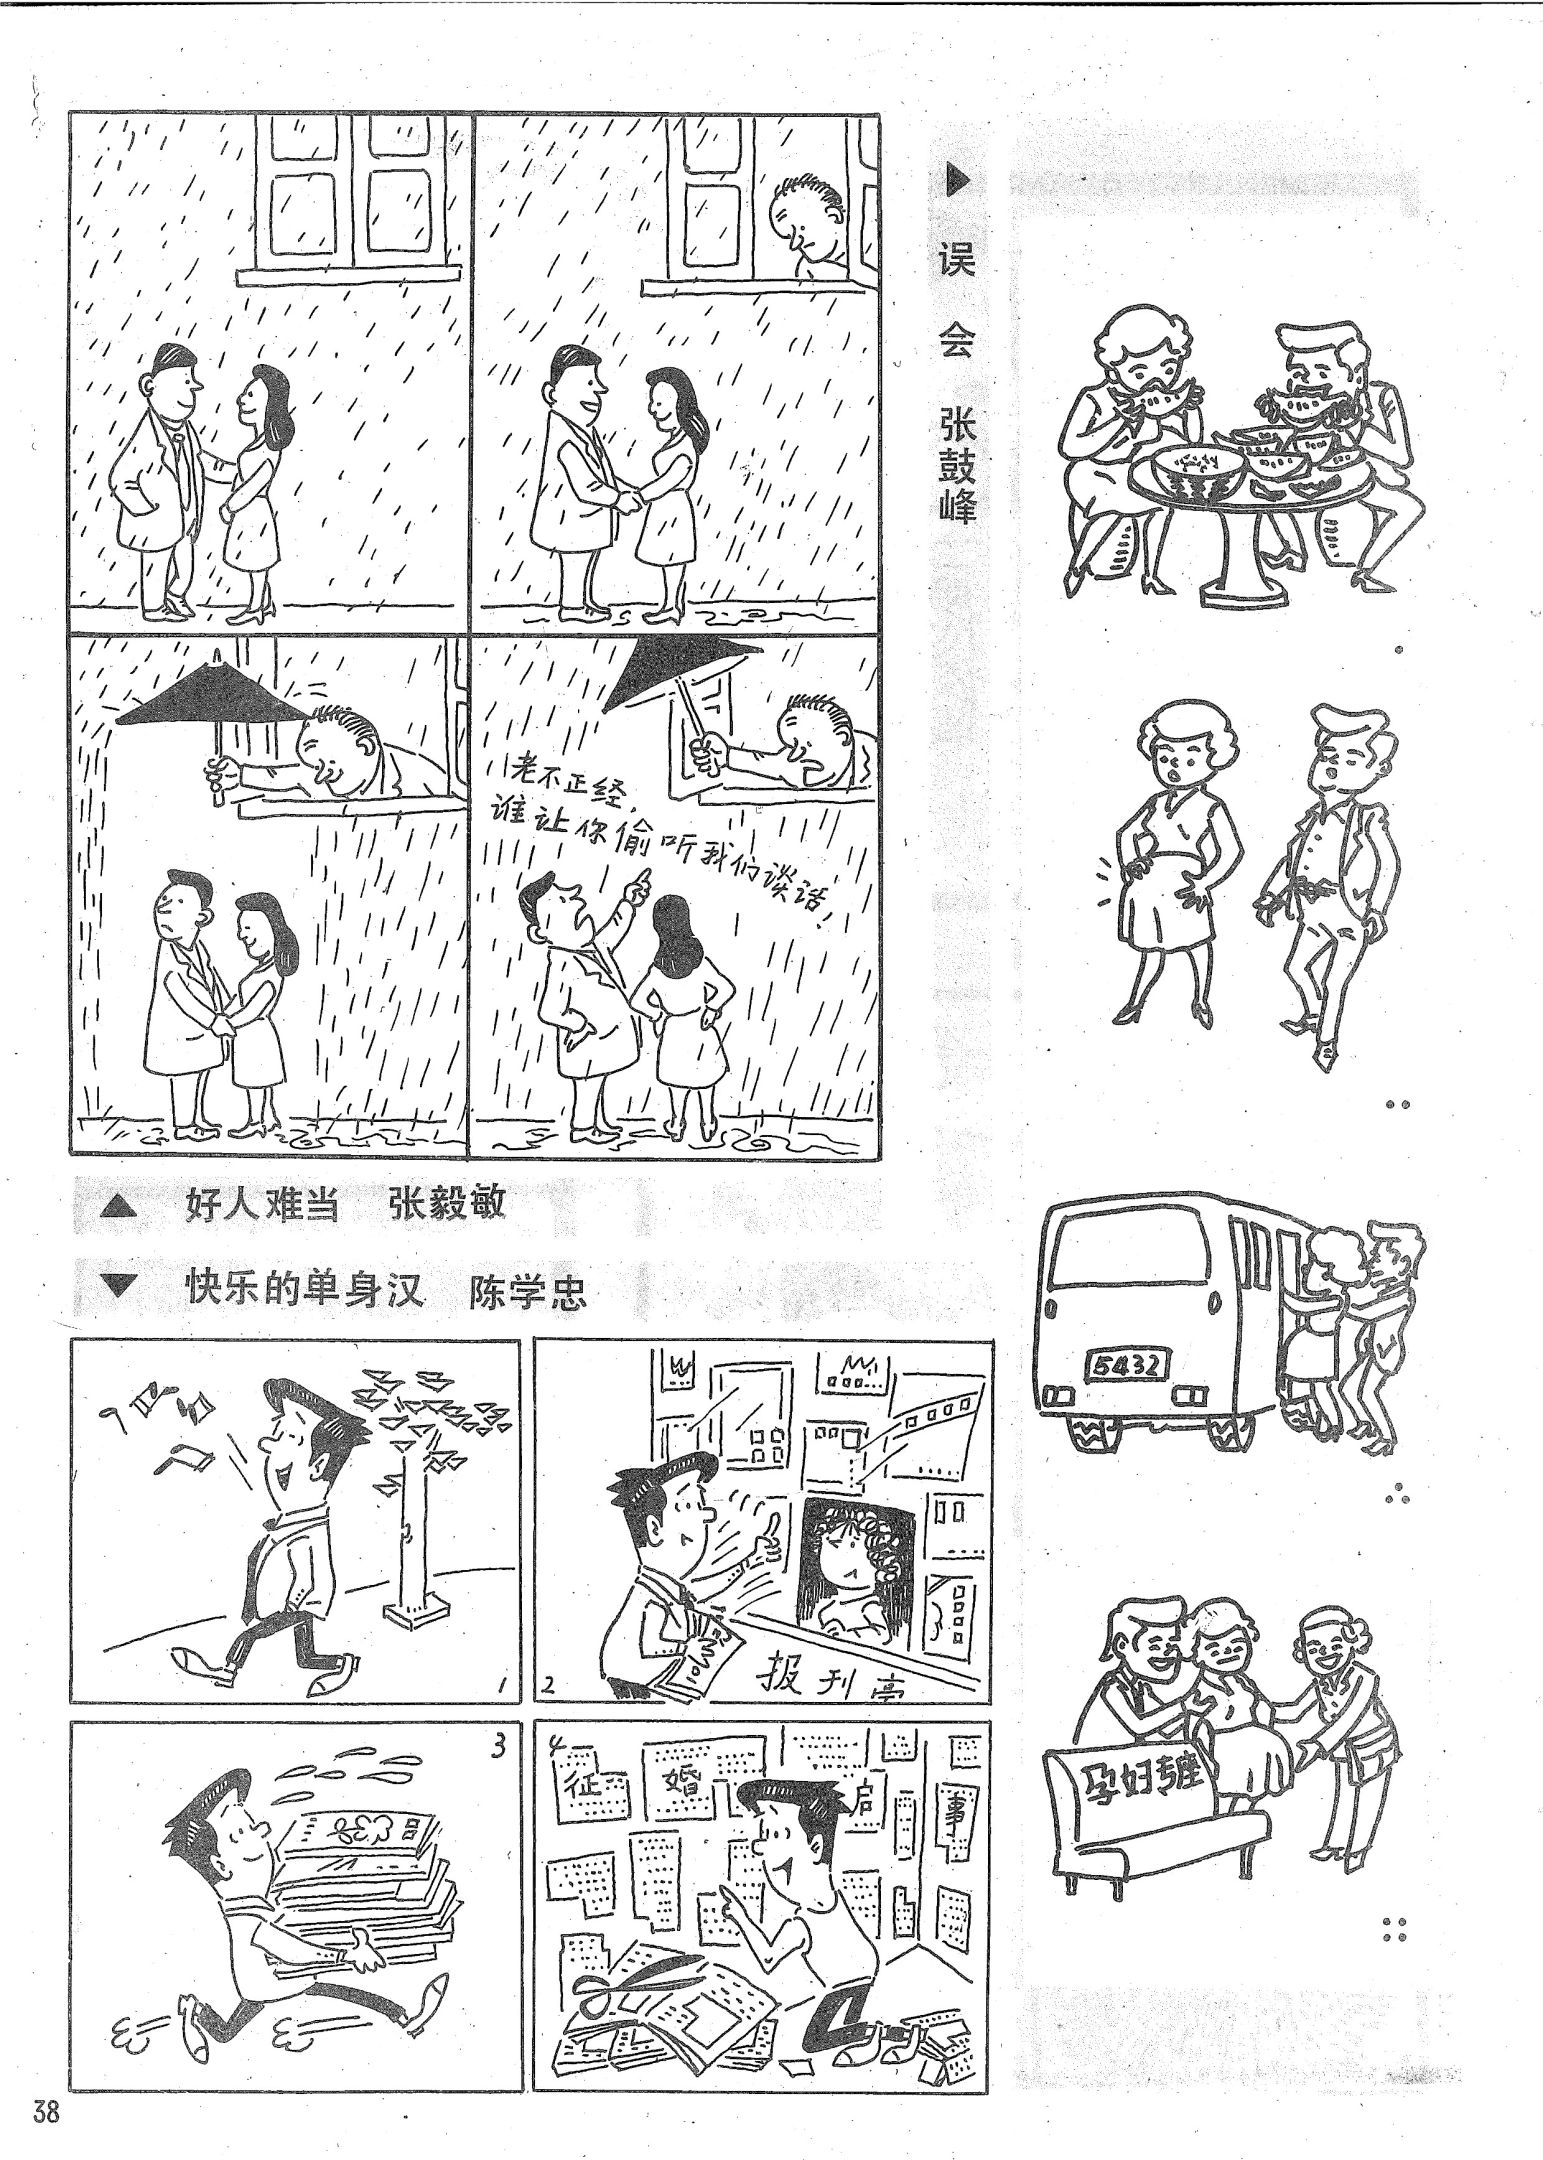 老不正经，
谁让你偷听我们谈话！
▲ 好人难当 张毅敏
▼ 快乐的单身汉 陈学忠
▶ 误会 张鼓峰
1
2
报刊亭
3
4
征婚启事
5432
孕妇专座
38